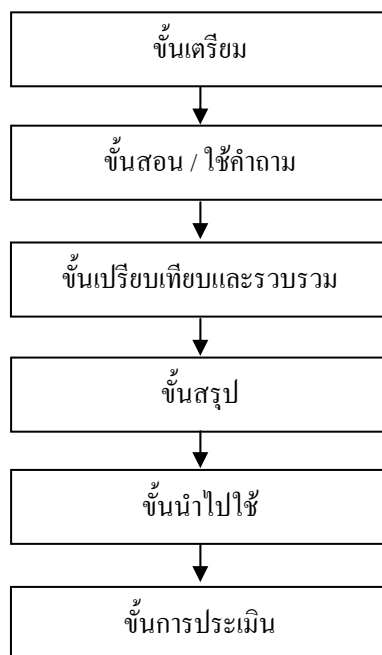 ขั้นเตรียม
ขั้นสอน / ใช้คำถาม
ขั้นเปรียบเทียบและรวบรวม
ขั้นสรุป
ขั้นนำไปใช้
ขั้นการประเมิน